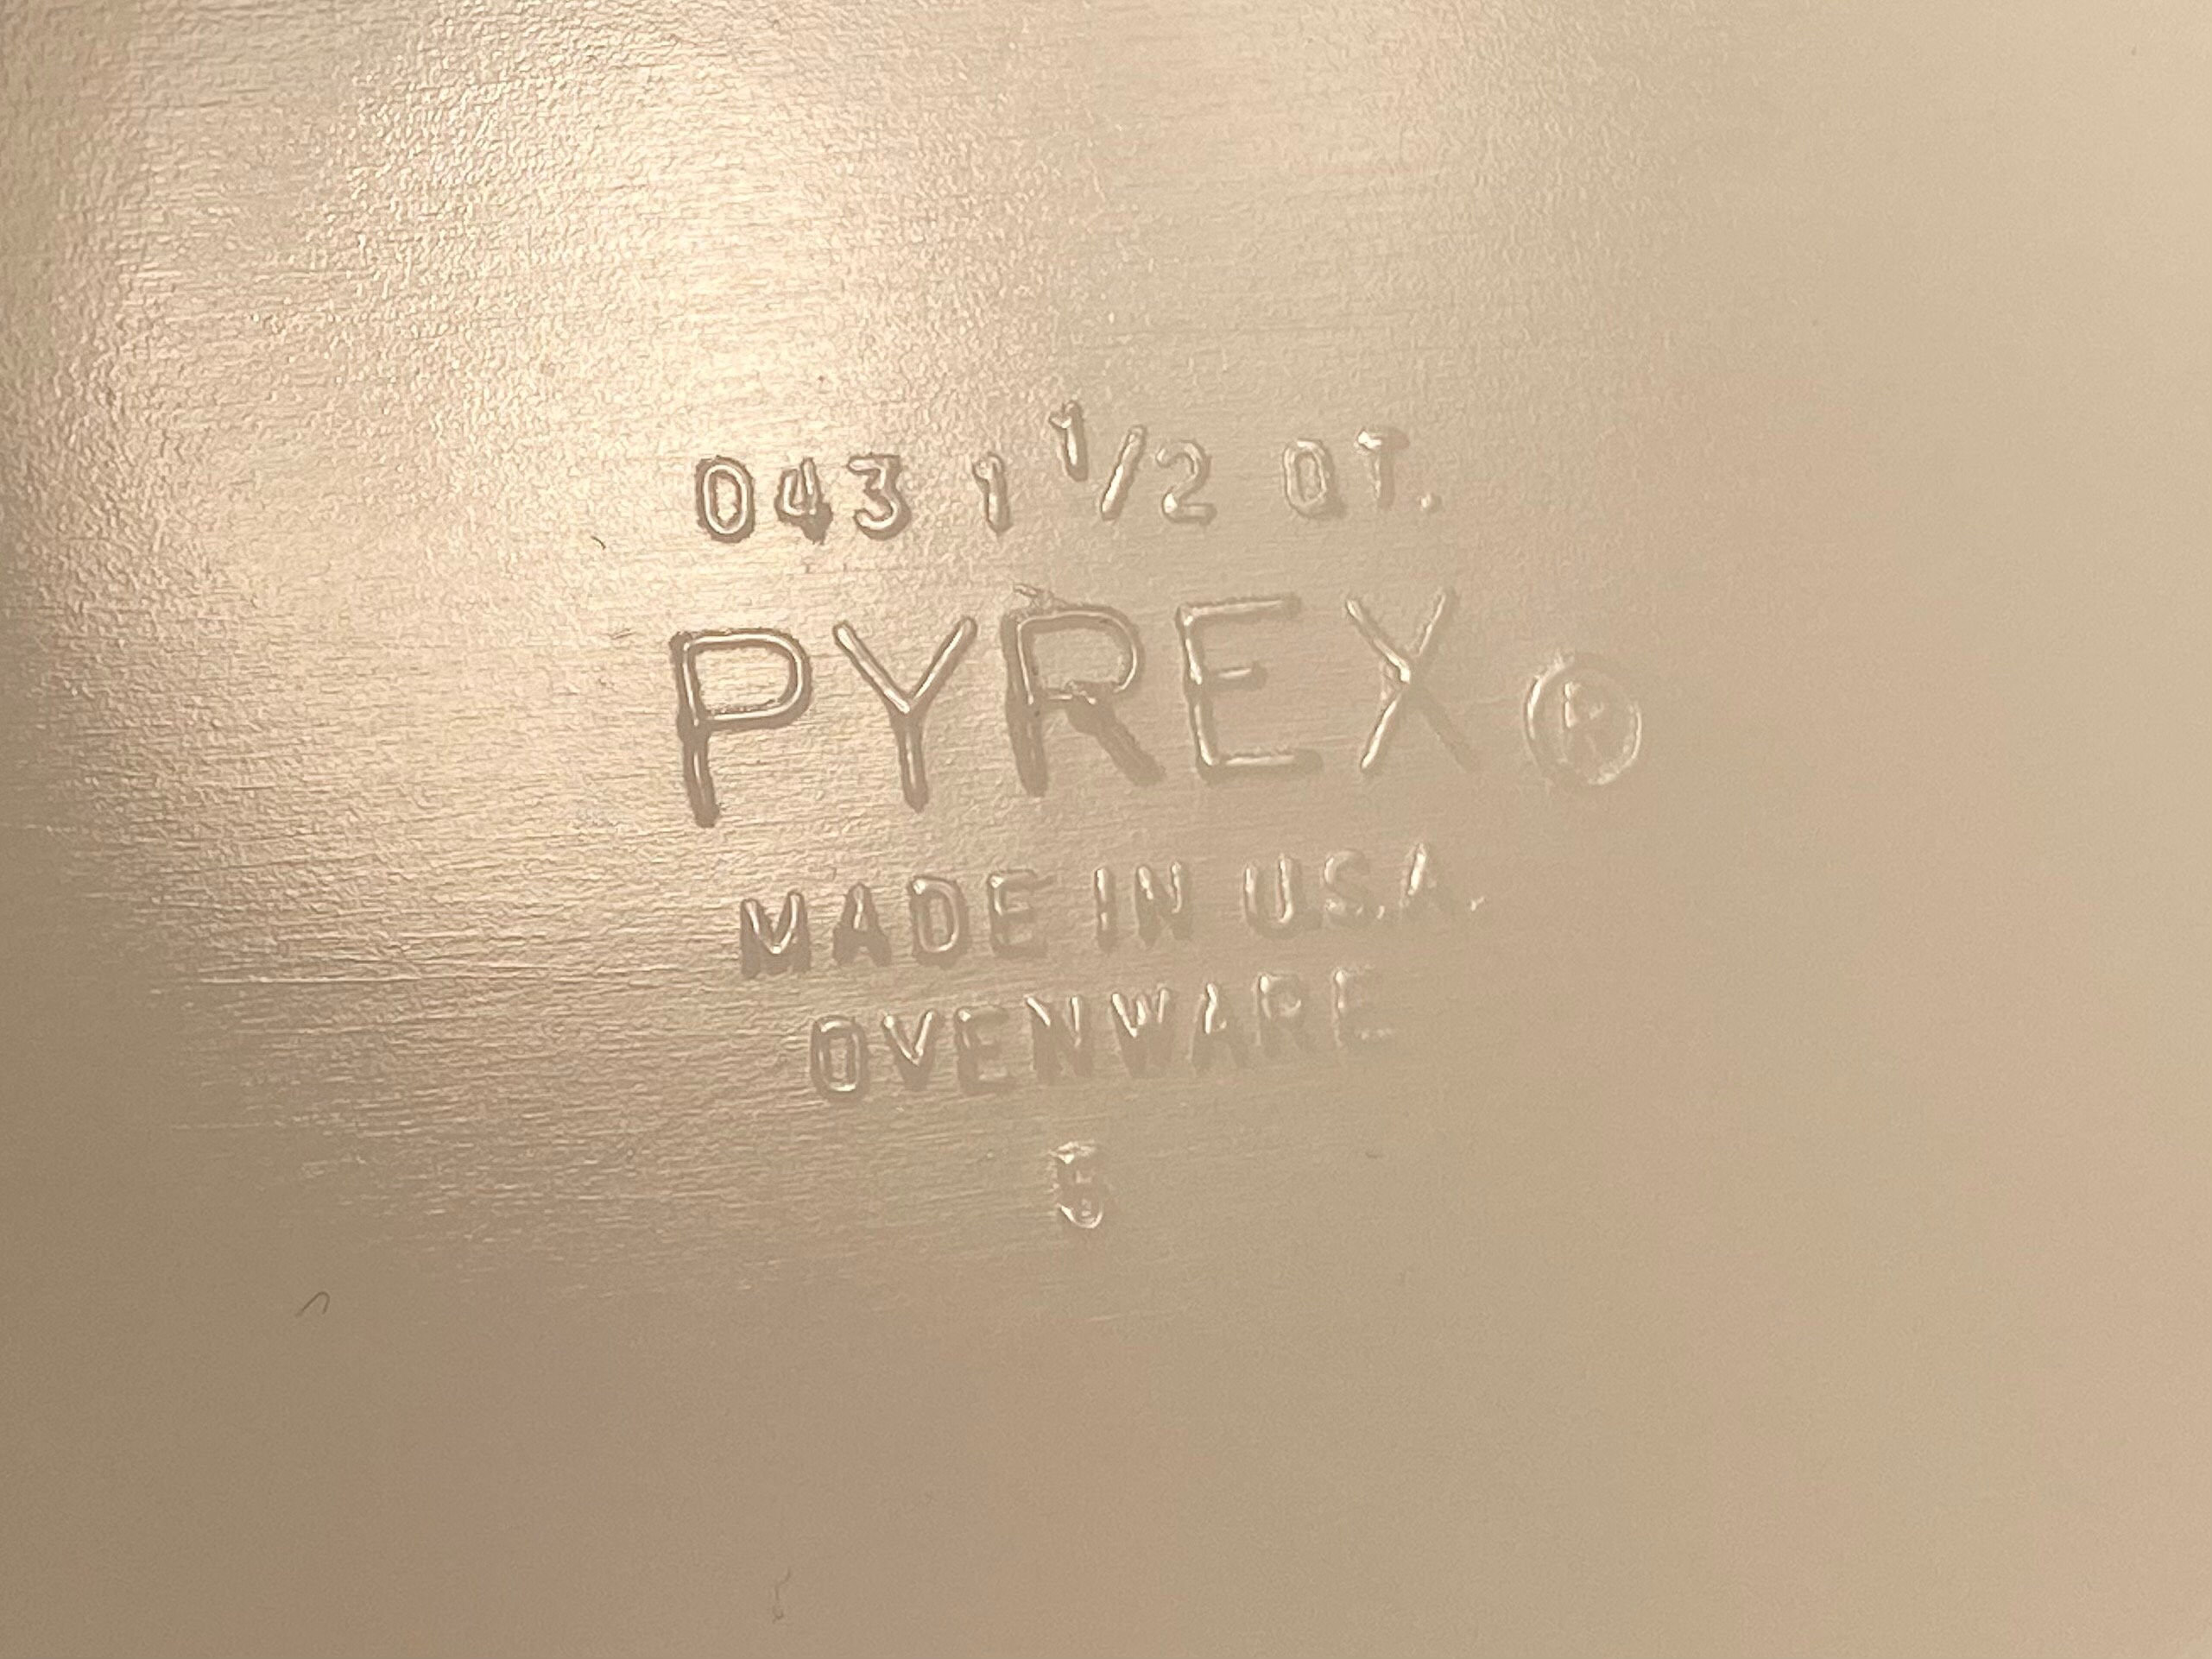 043 1 1/2 QT.
PYREX ®
MADE IN U.S.A.
OVENWARE
5